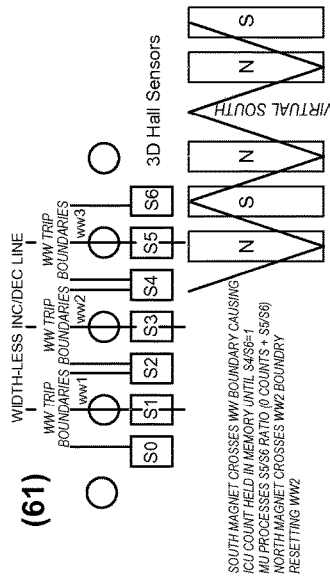 (61)
WIDTH-LESS INC/DEC LINE
WW TRIP
BOUNDARIES
WW TRIP
BOUNDARIES
WW TRIP
BOUNDARIES
ww1
ww2
ww3
S0
S1
S2
S3
S4
S5
S6
3D Hall Sensors
N
S
N
VIRTUAL SOUTH
N
S
SOUTH MAGNET CROSSES WW BOUNDARY CAUSING
ICU COUNT HELD IN MEMORY UNTIL S4/S6=1
MU PROCESSES S5/S6 RATIO (0 COUNTS + S5/S6)
NORTH MAGNET CROSSES WW2 BOUNDRY
RESETTING WW2